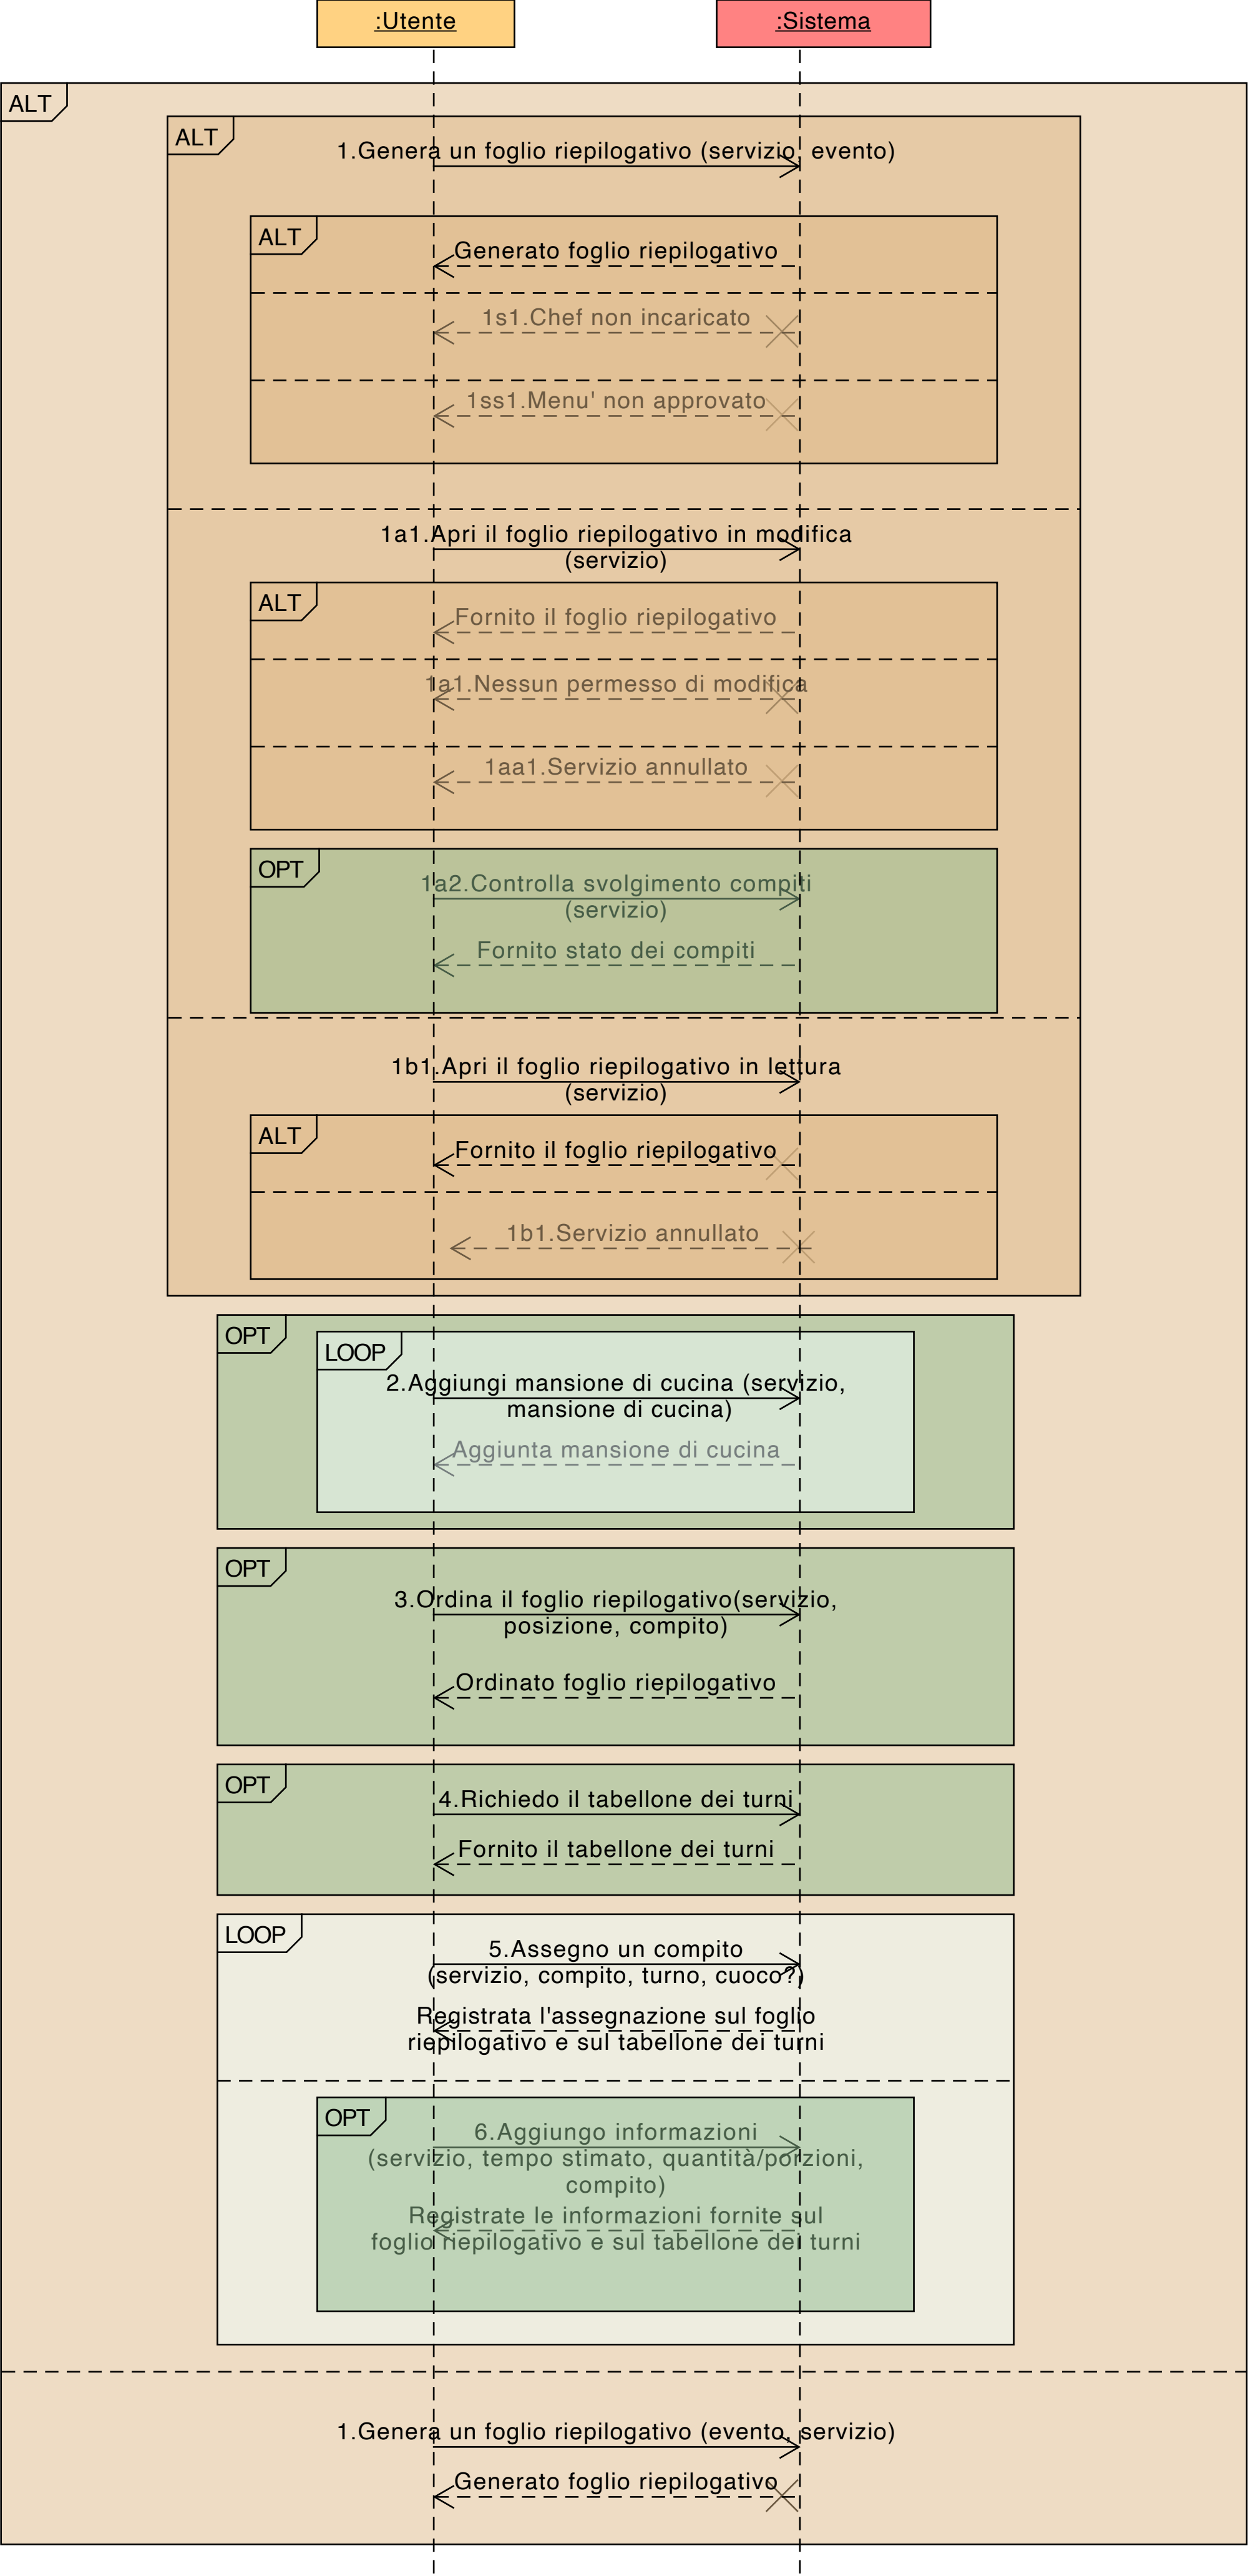 :Utente
:Sistema
ALT
ALT
1.Genera un foglio riepilogativo (servizio, evento)
ALT
Generato foglio riepilogativo
1s1.Chef non incaricato
1ss1.Menu' non approvato
1a1.Apri il foglio riepilogativo in modifica
(servizio)
ALT
Fornito il foglio riepilogativo
1a1.Nessun permesso di modifica
1aa1.Servizio annullato
OPT
1a2.Controlla svolgimento compiti
(servizio)
Fornito stato dei compiti
1b1.Apri il foglio riepilogativo in lettura
(servizio)
ALT
Fornito il foglio riepilogativo
1b1.Servizio annullato
OPT
LOOP
2.Aggiungi mansione di cucina (servizio,
mansione di cucina)
Aggiunta mansione di cucina
OPT
3.Ordina il foglio riepilogativo(servizio,
posizione, compito)
Ordinato foglio riepilogativo
OPT
4.Richiedo il tabellone dei turni
Fornito il tabellone dei turni
LOOP
5.Assegno un compito
(servizio, compito, turno, cuoco?)
Registrata l'assegnazione sul foglio
riepilogativo e sul tabellone dei turni
OPT
6.Aggiungo informazioni
(servizio, tempo stimato, quantità/porzioni,
compito)
Registrate le informazioni fornite sul
foglio riepilogativo e sul tabellone dei turni
1.Genera un foglio riepilogativo (evento, servizio)
Generato foglio riepilogativo